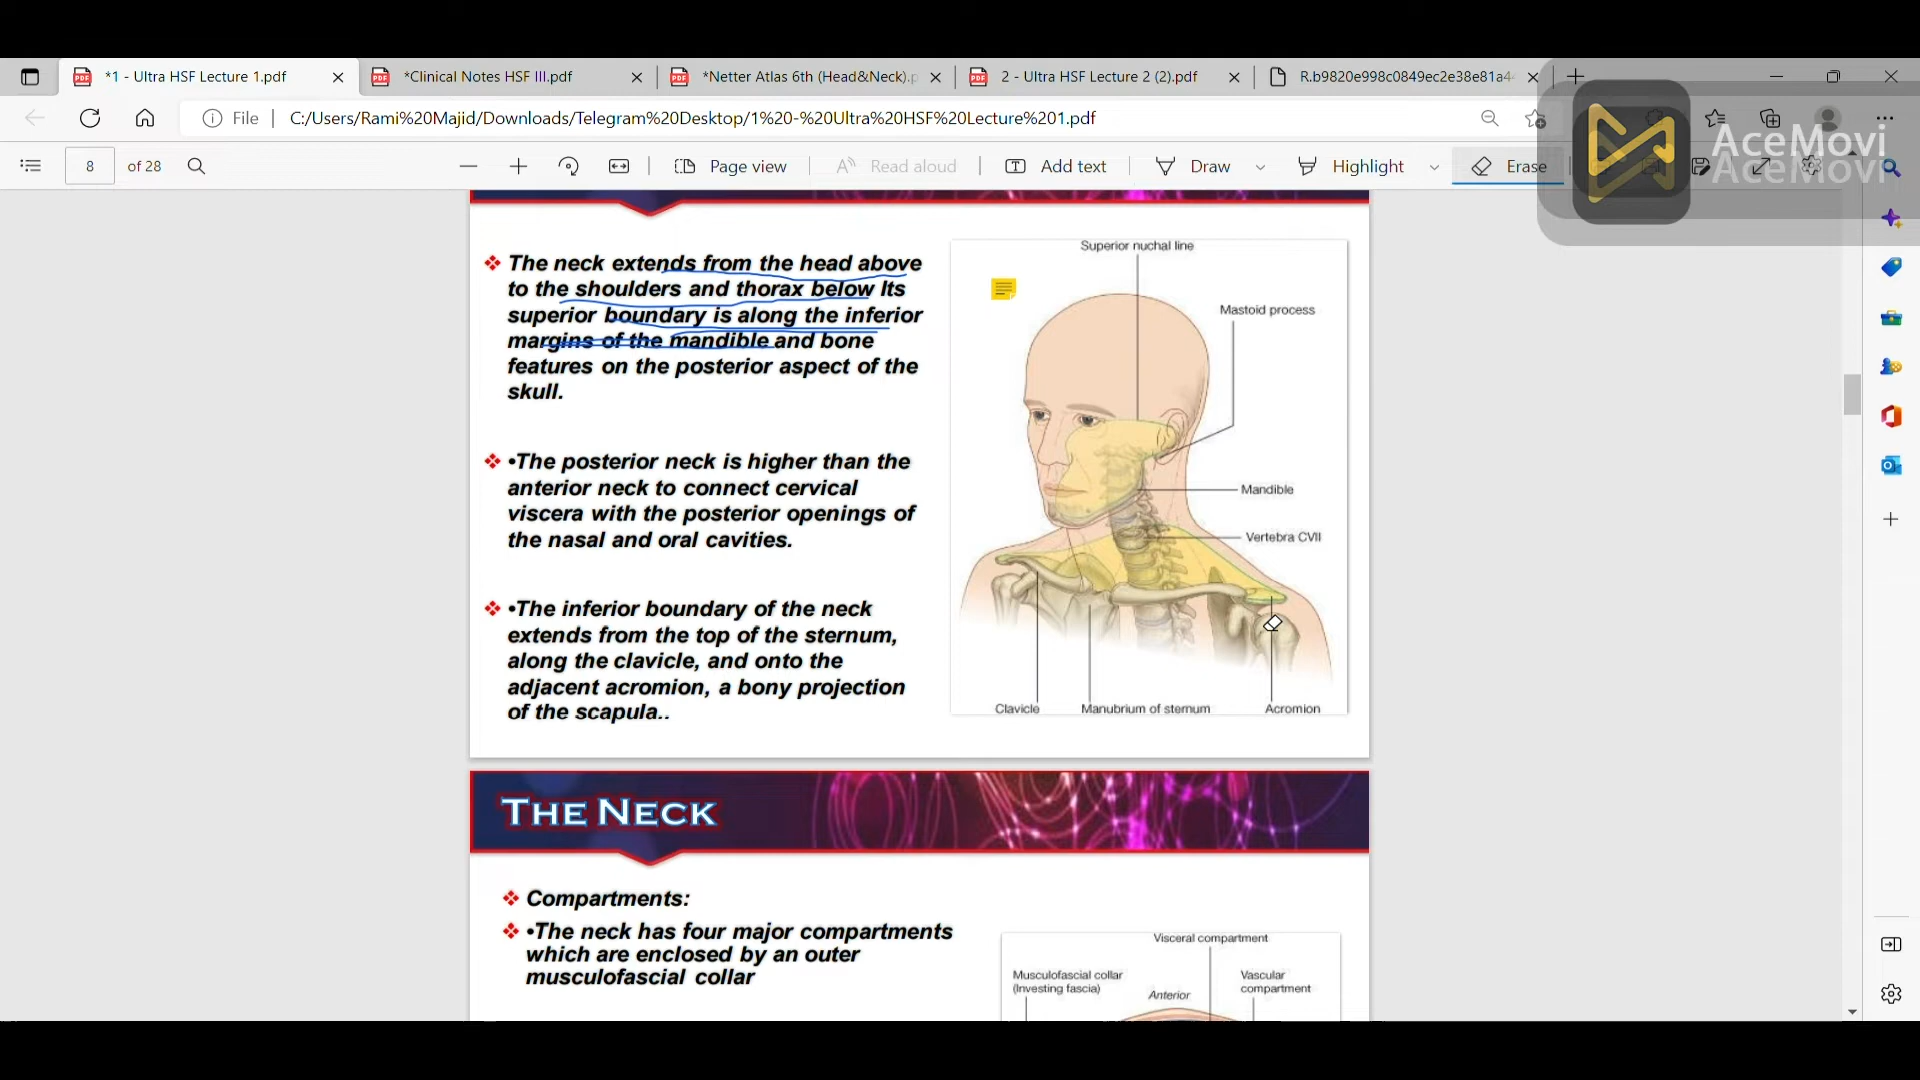 *1 - Ultra HSF Lecture 1.pdf
*Clinical Notes HSF III.pdf
*Netter Atlas 6th (Head&Neck).p
2 - Ultra HSF Lecture 2 (2).pdf
R.b9820e998c0849ec2e38e81a4
File
C:/Users/Rami%20Majid/Downloads/Telegram%20Desktop/1%20-%20Ultra%20HSF%20Lecture%201.pdf
8 of 28
Page view
Read aloud
Add text
Draw
Highlight
Erase
AceMovi
AceMovi
The neck extends from the head above
to the shoulders and thorax below Its
superior boundary is along the inferior
margins of the mandible and bone
features on the posterior aspect of the
skull.
•The posterior neck is higher than the
anterior neck to connect cervical
viscera with the posterior openings of
the nasal and oral cavities.
•The inferior boundary of the neck
extends from the top of the sternum,
along the clavicle, and onto the
adjacent acromion, a bony projection
of the scapula..
Superior nuchal line
Mastoid process
Mandible
Vertebra CVII
Clavicle
Manubrium of sternum
Acromion
THE NECK
Compartments:
•The neck has four major compartments
which are enclosed by an outer
musculofascial collar
Visceral compartment
Musculofascial collar
(Investing fascia)
Anterior
Vascular
compartment